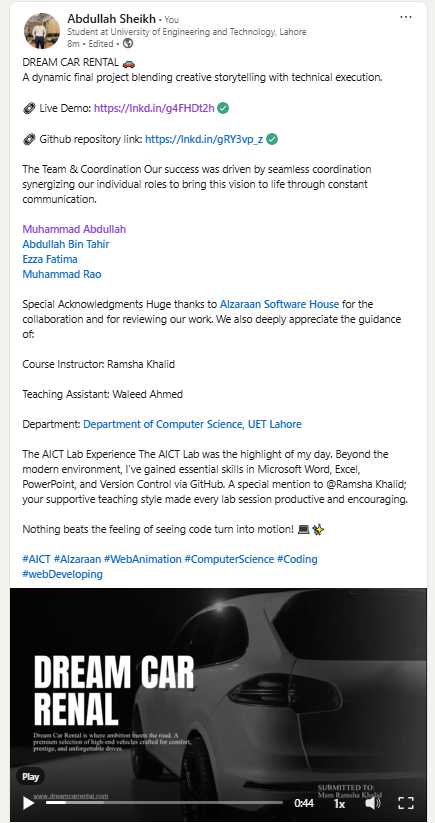 Abdullah Sheikh • You
Student at University of Engineering and Technology, Lahore
8m • Edited •
DREAM CAR RENTAL 🚗
A dynamic final project blending creative storytelling with technical execution.
🔗 Live Demo: https://lnkd.in/g4FHDt2h ✅
🔗 Github repository link: https://lnkd.in/gRY3vp_z ✅
The Team & Coordination Our success was driven by seamless coordination
synergizing our individual roles to bring this vision to life through constant
communication.
Muhammad Abdullah
Abdullah Bin Tahir
Ezza Fatima
Muhammad Rao
Special Acknowledgments Huge thanks to Alzaraan Software House for the
collaboration and for reviewing our work. We also deeply appreciate the guidance
of:
Course Instructor: Ramsha Khalid
Teaching Assistant: Waleed Ahmed
Department: Department of Computer Science, UET Lahore
The AICT Lab Experience The AICT Lab was the highlight of my day. Beyond the
modern environment, I've gained essential skills in Microsoft Word, Excel,
PowerPoint, and Version Control via GitHub. A special mention to @Ramsha Khalid;
your supportive teaching style made every lab session productive and encouraging.
Nothing beats the feeling of seeing code turn into motion! 💻✨
#AICT #Alzaraan #WebAnimation #ComputerScience #Coding
#webDeveloping
DREAM CAR
RENAL
Dream Car Rental is where ambition meets the road. A
premium selection of high-end vehicles crafted for comfort,
prestige, and unforgettable drives.
Play
www.dreamcarrental.com
SUBMITTED TO:
Mam Ramsha Khalid
0:44 1x